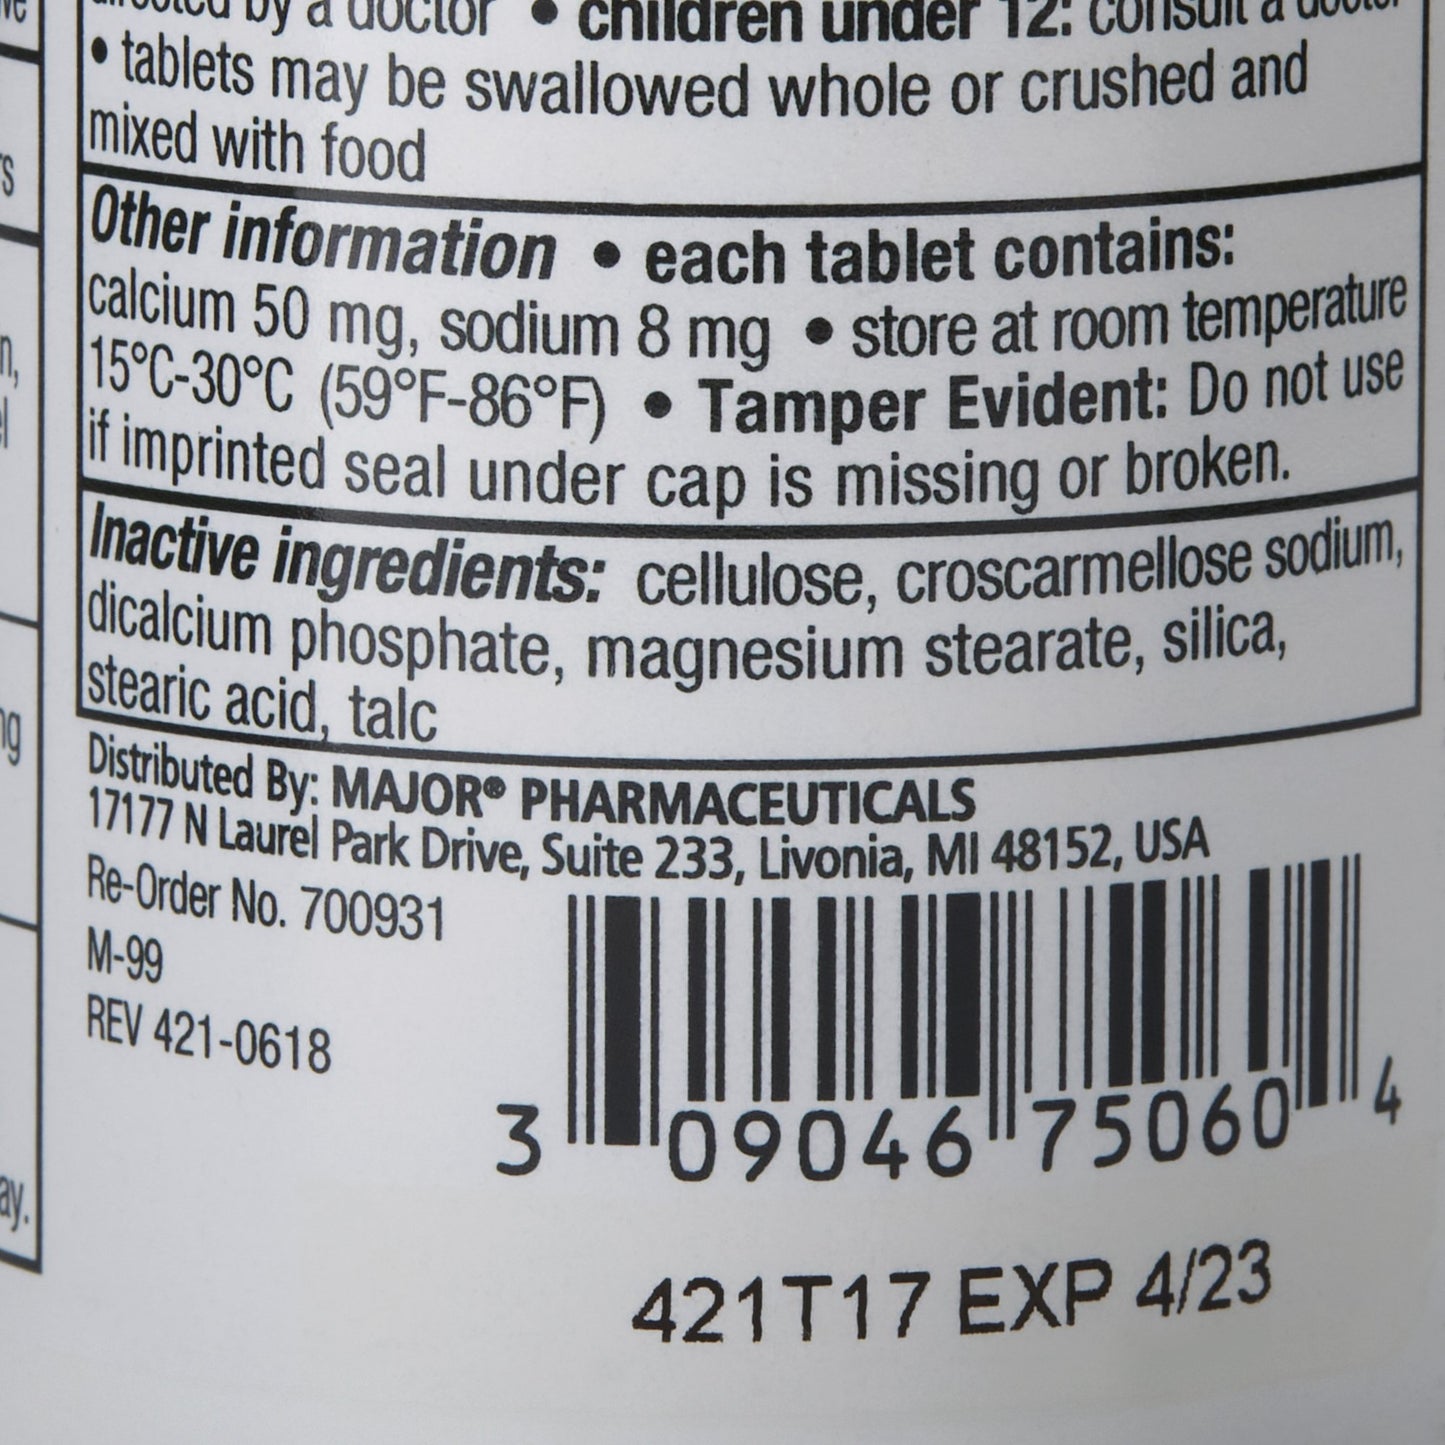 directed by a doctor • children under 12: consult a doctor
• tablets may be swallowed whole or crushed and
mixed with food
Other information • each tablet contains:
calcium 50 mg, sodium 8 mg • store at room temperature
15°C-30°C (59°F-86°F) • Tamper Evident: Do not use
if imprinted seal under cap is missing or broken.
Inactive ingredients: cellulose, croscarmellose sodium,
dicalcium phosphate, magnesium stearate, silica,
stearic acid, talc
Distributed By: MAJOR® PHARMACEUTICALS
17177 N Laurel Park Drive, Suite 233, Livonia, MI 48152, USA
Re-Order No. 700931
M-99
REV 421-0618
3 09046 75060 4
421T17 EXP 4/23